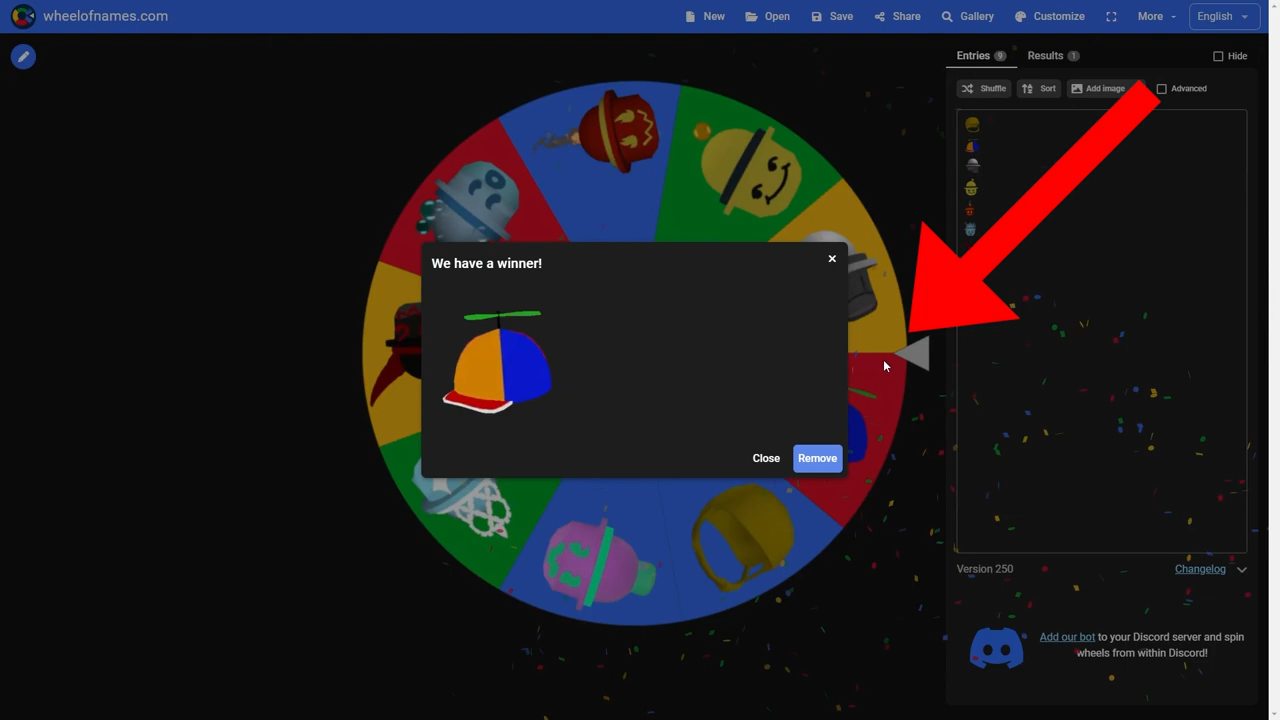 wheelofnames.com
New
Open
Save
Share
Gallery
Customize
More
English
Entries 9
Results 1
Hide
Shuffle
Sort
Add image
Advanced
We have a winner!
Close
Remove
Version 250
Changelog
Add our bot to your Discord server and spin
wheels from within Discord!